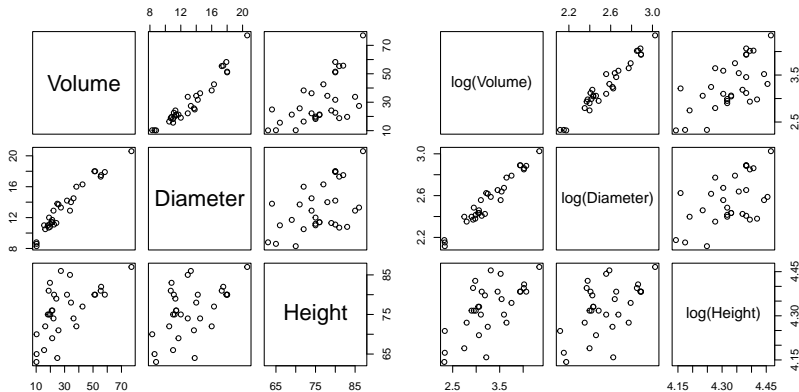 8 12 16 20
2.2 2.6 3.0
Volume
10 30 50 70
log(Volume)
2.5 3.5
8 12 16 20
Diameter
2.2 2.6 3.0
log(Diameter)
Height
65 75 85
log(Height)
4.15 4.30 4.45
10 30 50 70
65 75 85
2.5 3.5
4.15 4.30 4.45